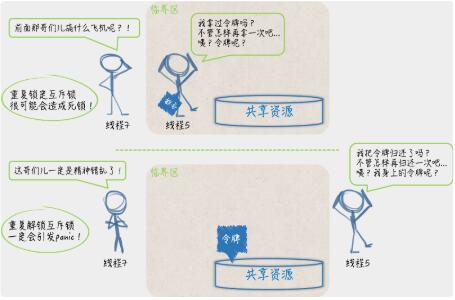 前面那哥们儿搞什么飞机呢？！
临界区
我拿过令牌吗？
不管怎样再拿一次吧...
咦？令牌呢？
重复锁定互斥锁
很可能会造成死锁！
令牌
共享资源
线程7
线程5
这哥们儿一定是精神错乱了！
临界区
我把令牌归还了吗？
不管怎样再归还一次吧...
咦？我身上的令牌呢？
重复解锁互斥锁
一定会引发panic！
令牌
共享资源
线程7
线程5